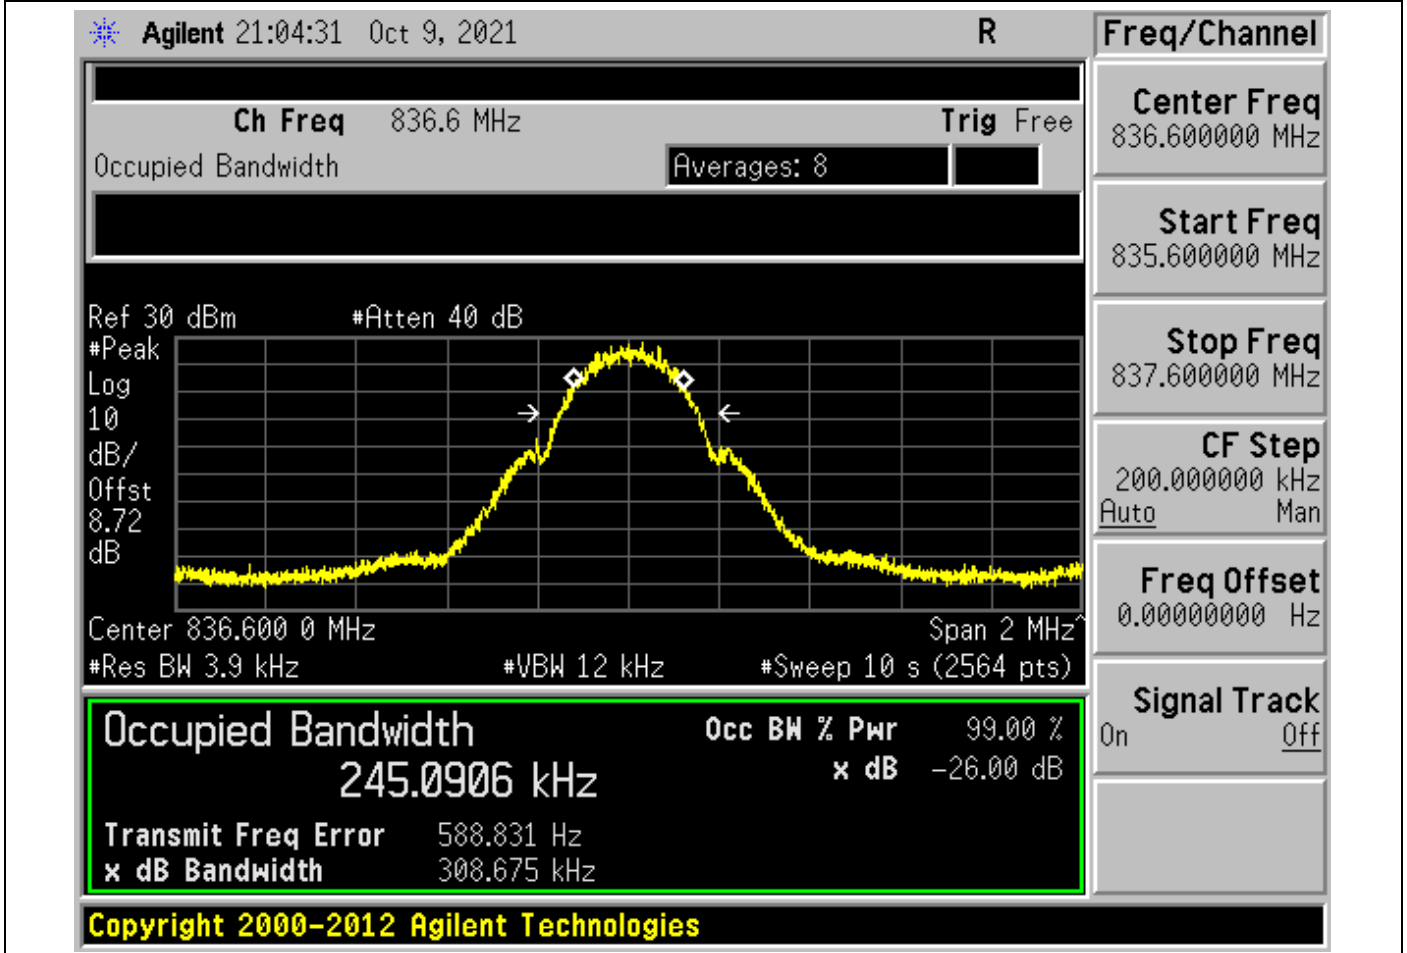 Agilent 21:04:31 Oct 9, 2021 R
Freq/Channel
Ch Freq 836.6 MHz Trig Free
Occupied Bandwidth Averages: 8
Ref 30 dBm #Atten 40 dB
#Peak
Log
10
dB/
Offst
8.72
dB
Center 836.600 0 MHz Span 2 MHz^
#Res BW 3.9 kHz #VBW 12 kHz #Sweep 10 s (2564 pts)
Occupied Bandwidth Occ BW % Pwr 99.00 %
245.0906 kHz x dB -26.00 dB
Transmit Freq Error 588.831 Hz
x dB Bandwidth 308.675 kHz
Copyright 2000-2012 Agilent Technologies
Center Freq
836.600000 MHz
Start Freq
835.600000 MHz
Stop Freq
837.600000 MHz
CF Step
200.000000 kHz
Auto Man
Freq Offset
0.00000000 Hz
Signal Track
On Off